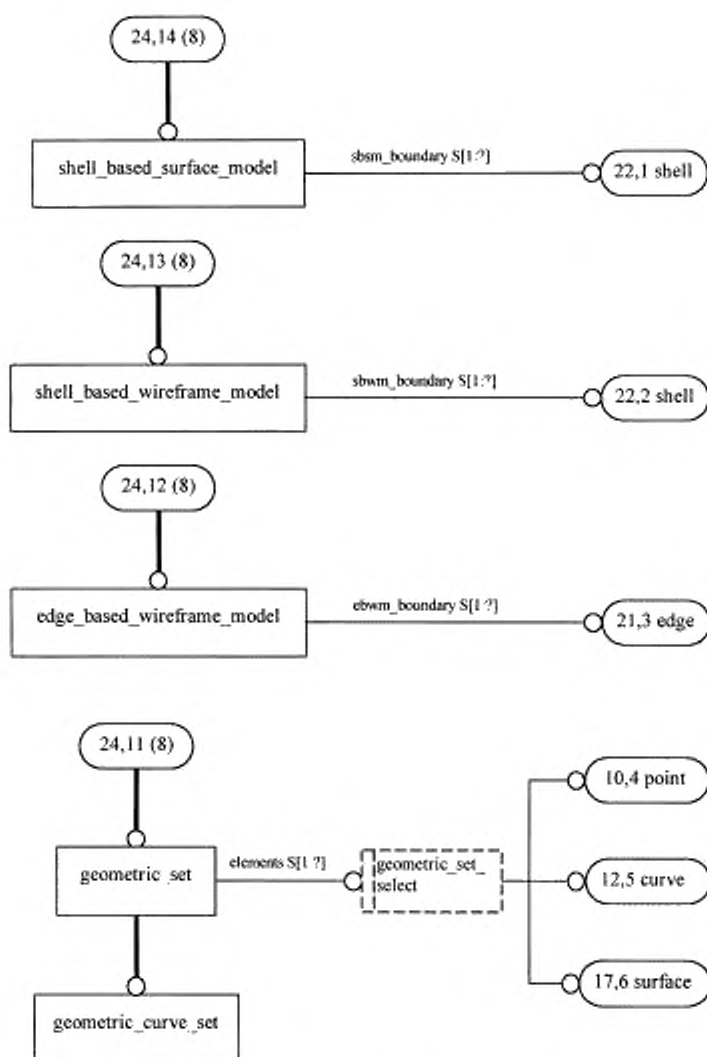 24,14 (8)
shell_based_surface_model
sbsm_boundary S[1:?]
22,1 shell
24,13 (8)
shell_based_wireframe_model
sbwm_boundary S[1:?]
22,2 shell
24,12 (8)
edge_based_wireframe_model
ebwm_boundary S[1 ?]
21,3 edge
24,11 (8)
geometric_set
elements S[1 ?]
geometric_set_
select
10,4 point
12,5 curve
17,6 surface
geometric_curve_set